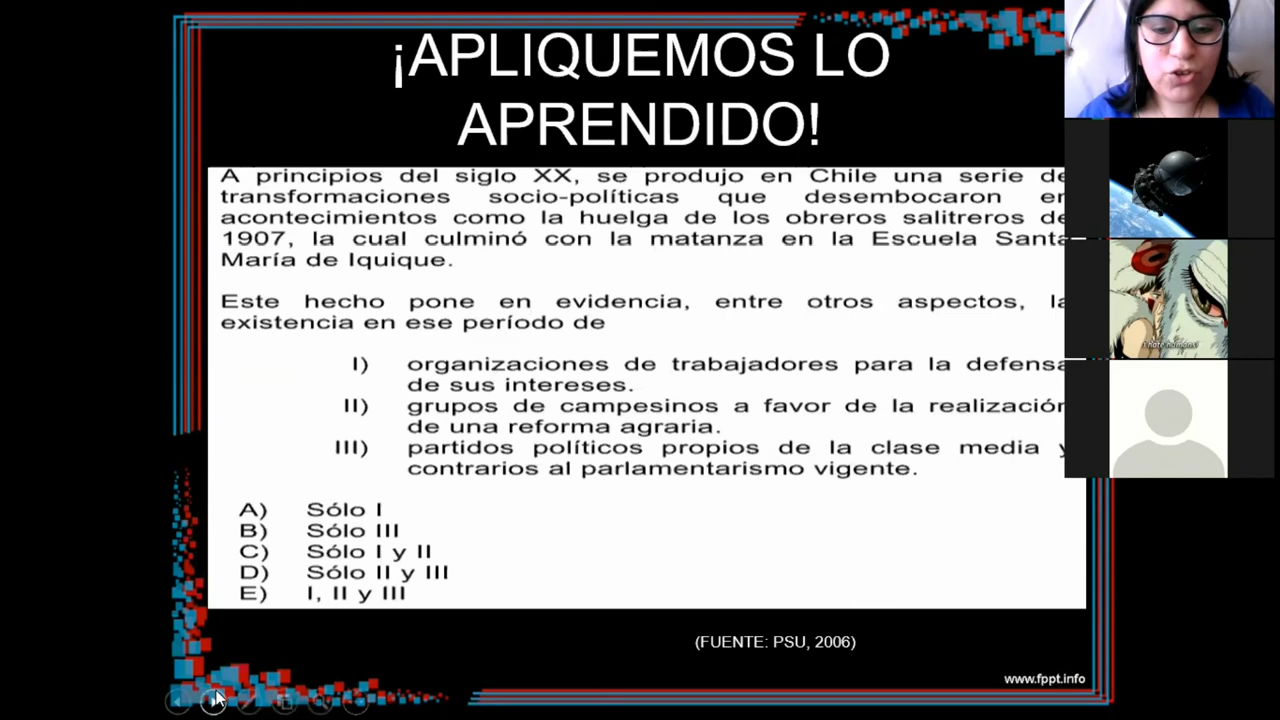 ¡APLIQUEMOS LO
APRENDIDO!
A principios del siglo XX, se produjo en Chile una serie de
transformaciones socio-políticas que desembocaron en
acontecimientos como la huelga de los obreros salitreros de
1907, la cual culminó con la matanza en la Escuela Santa
María de Iquique.
Este hecho pone en evidencia, entre otros aspectos, la
existencia en ese período de
I) organizaciones de trabajadores para la defensa
de sus intereses.
II) grupos de campesinos a favor de la realización
de una reforma agraria.
III) partidos políticos propios de la clase media y
contrarios al parlamentarismo vigente.
A) Sólo I
B) Sólo III
C) Sólo I y II
D) Sólo II y III
E) I, II y III
(FUENTE: PSU, 2006)
www.fppt.info
I hate humans!